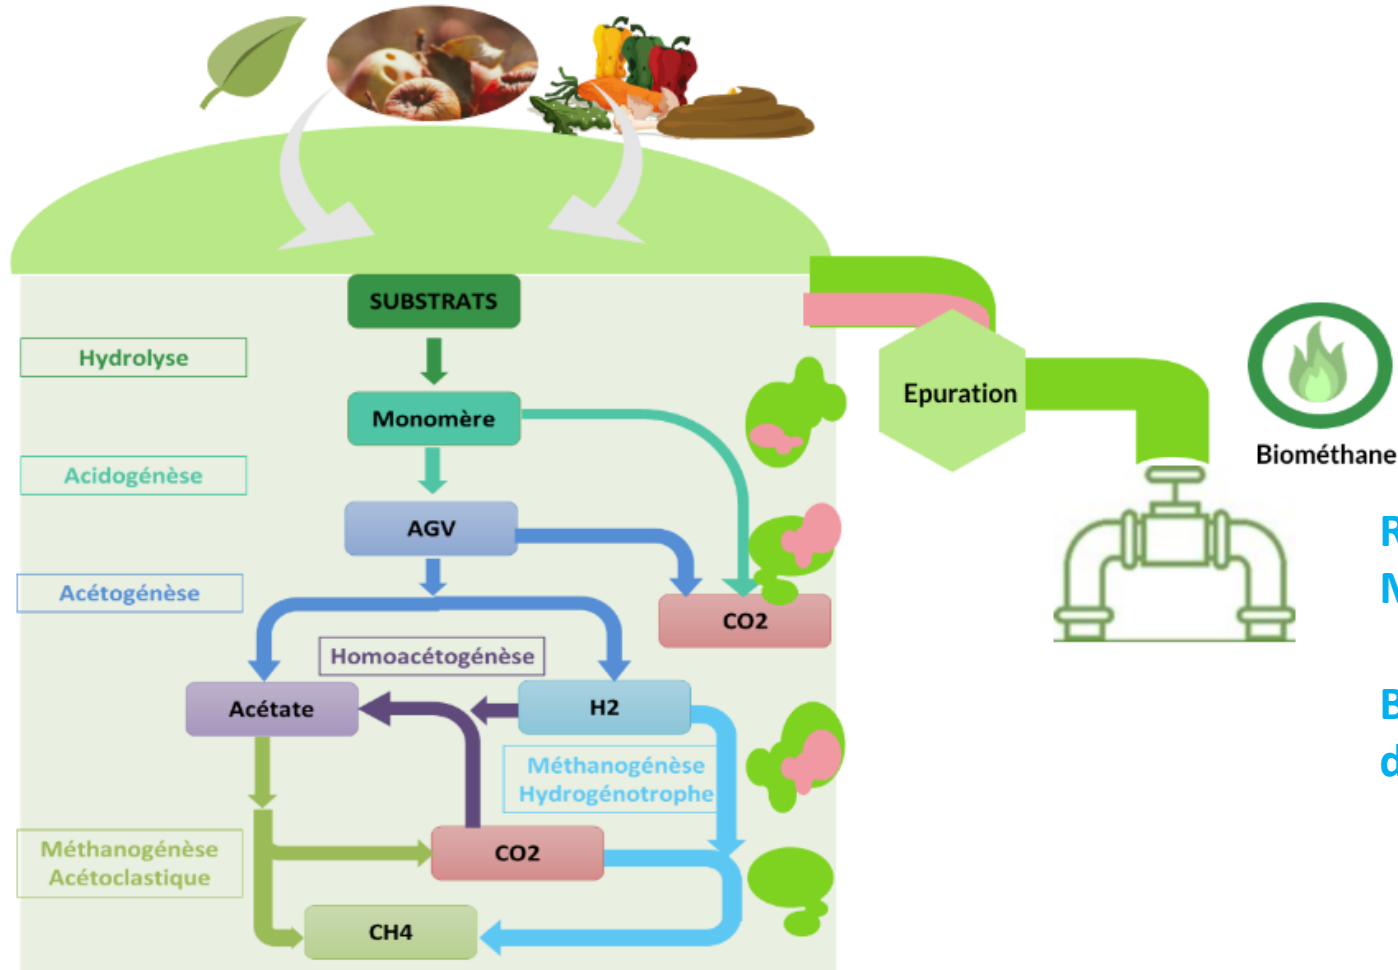 SUBSTRATS
Hydrolyse
Monomère
Acidogénèse
AGV
Acétogénèse
CO2
Homoacétogénèse
Acétate
H2
Méthanogénèse
Hydrogénotrophe
Méthanogénèse
Acétoclastique
CO2
CH4
Epuration
Biométhane
R
B
d